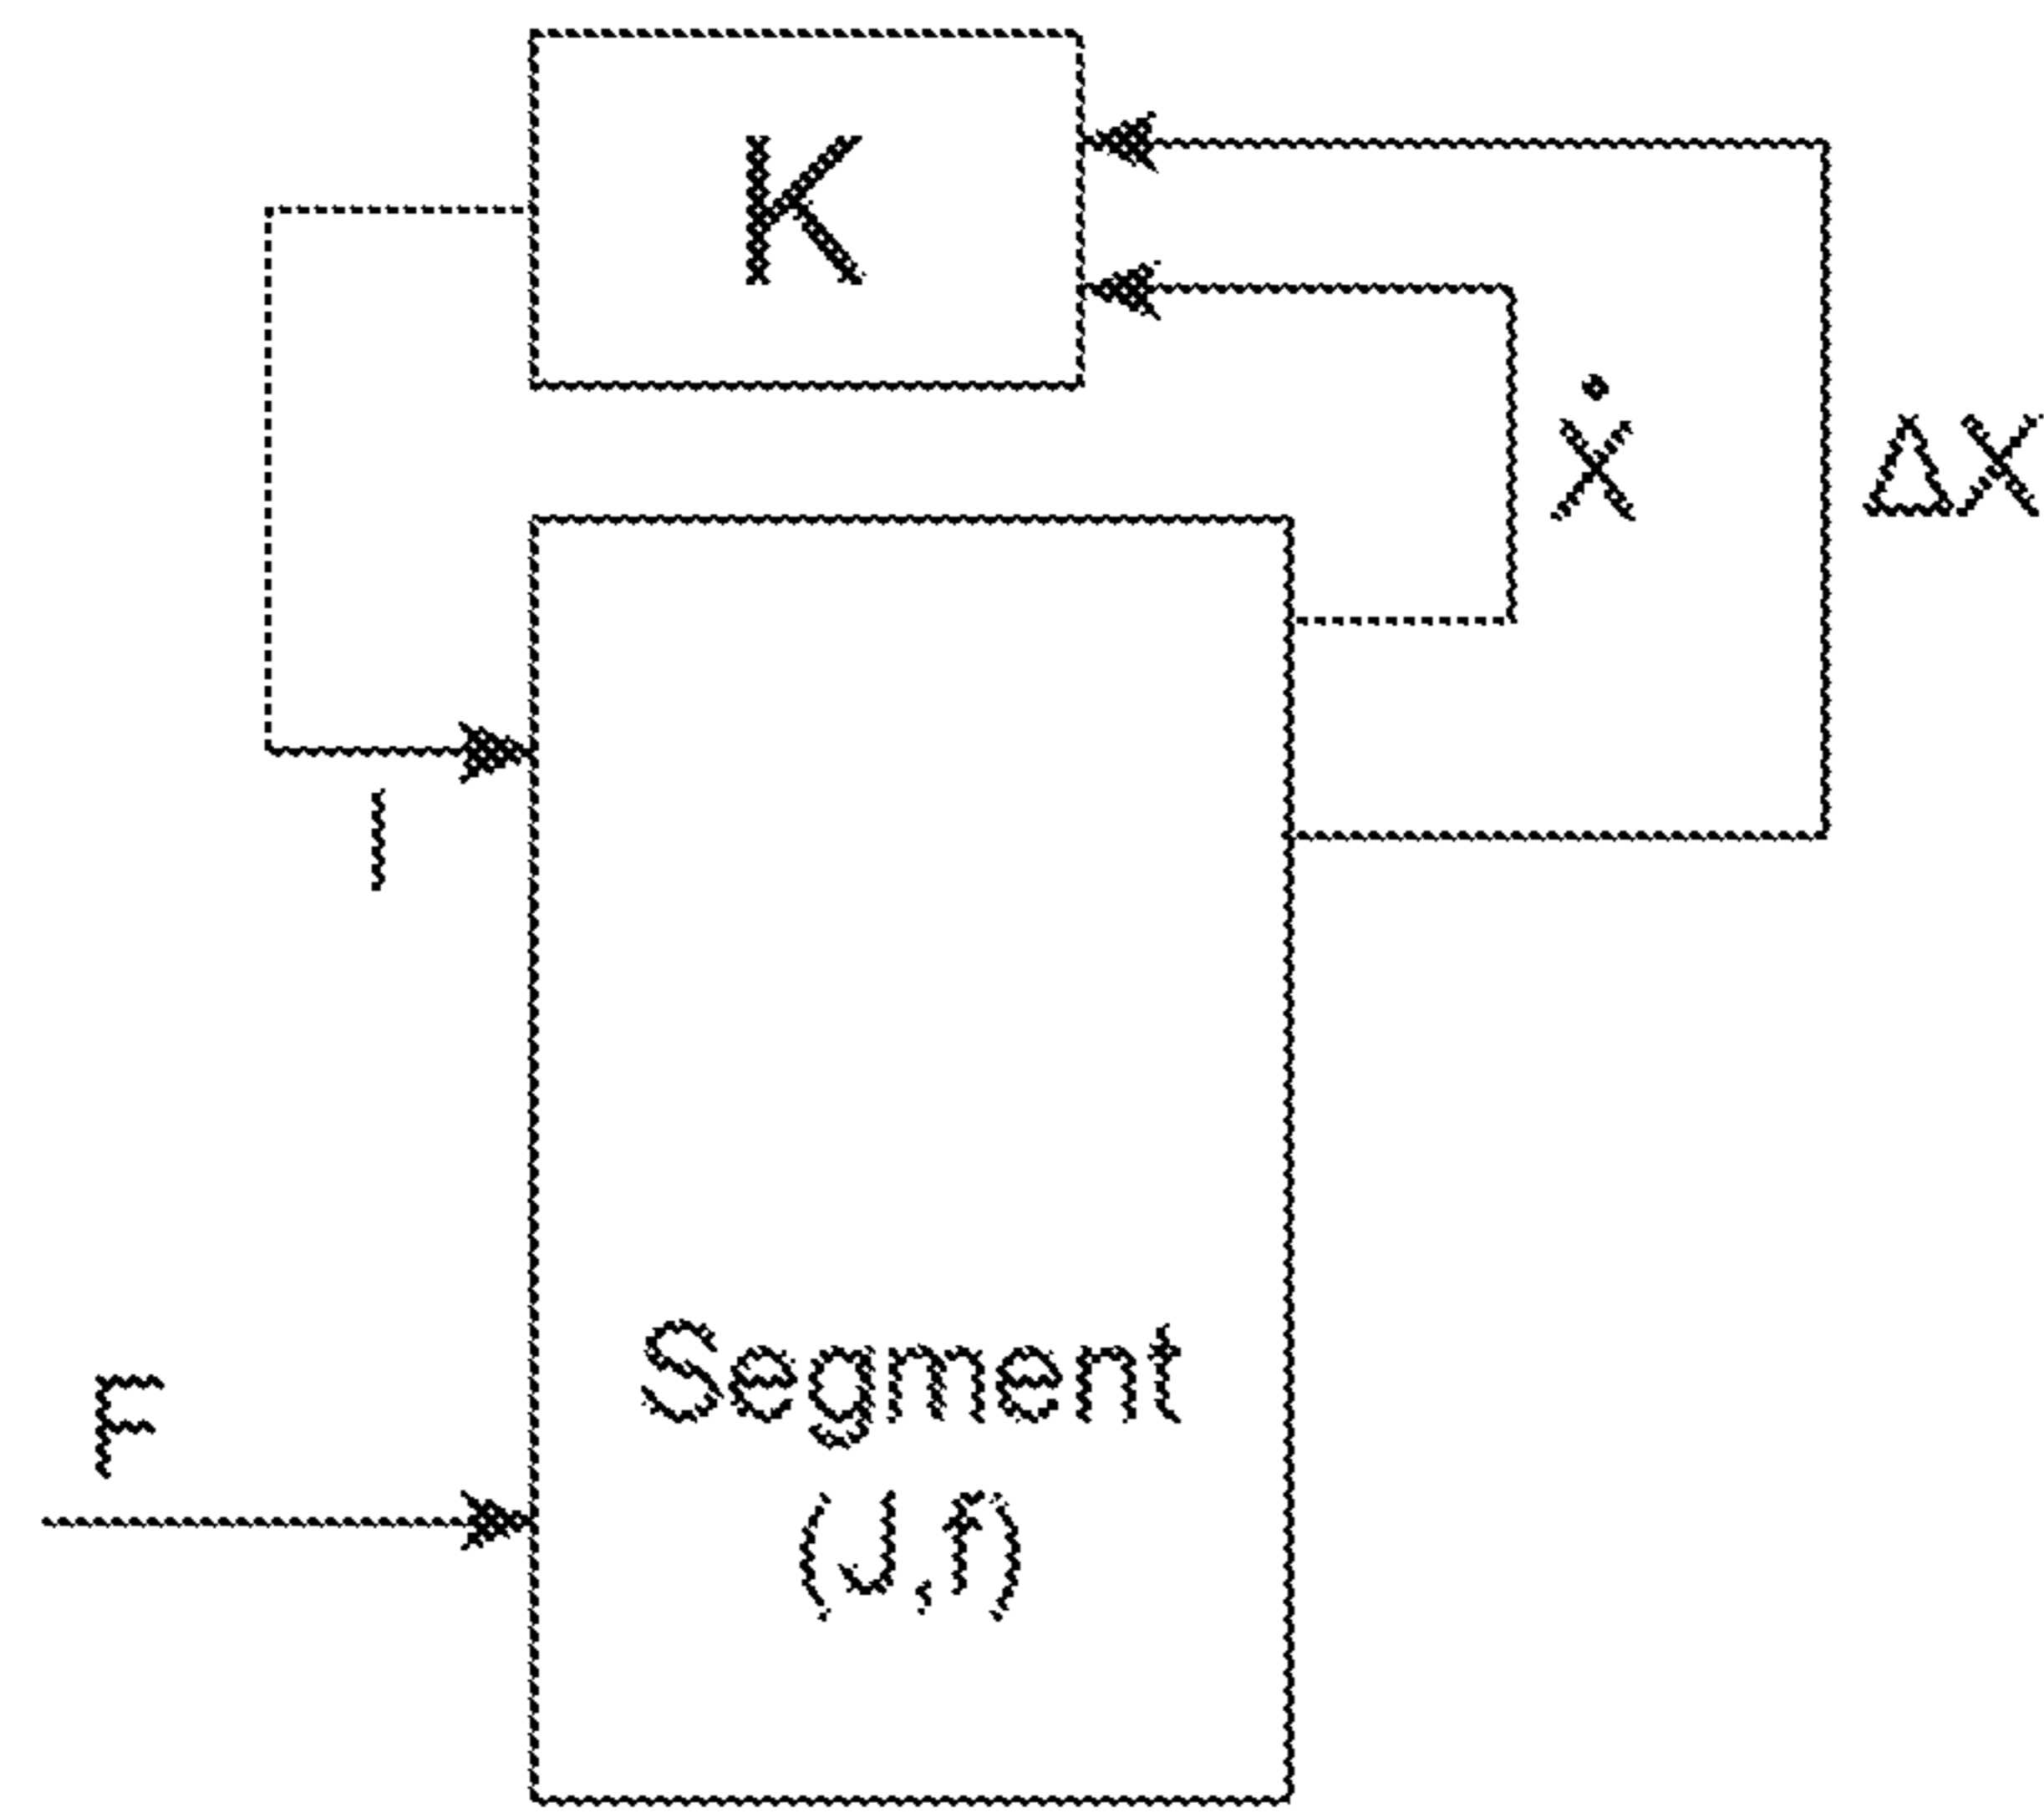 K
ẋ
ΔX
I
F
Segment
(J,f)